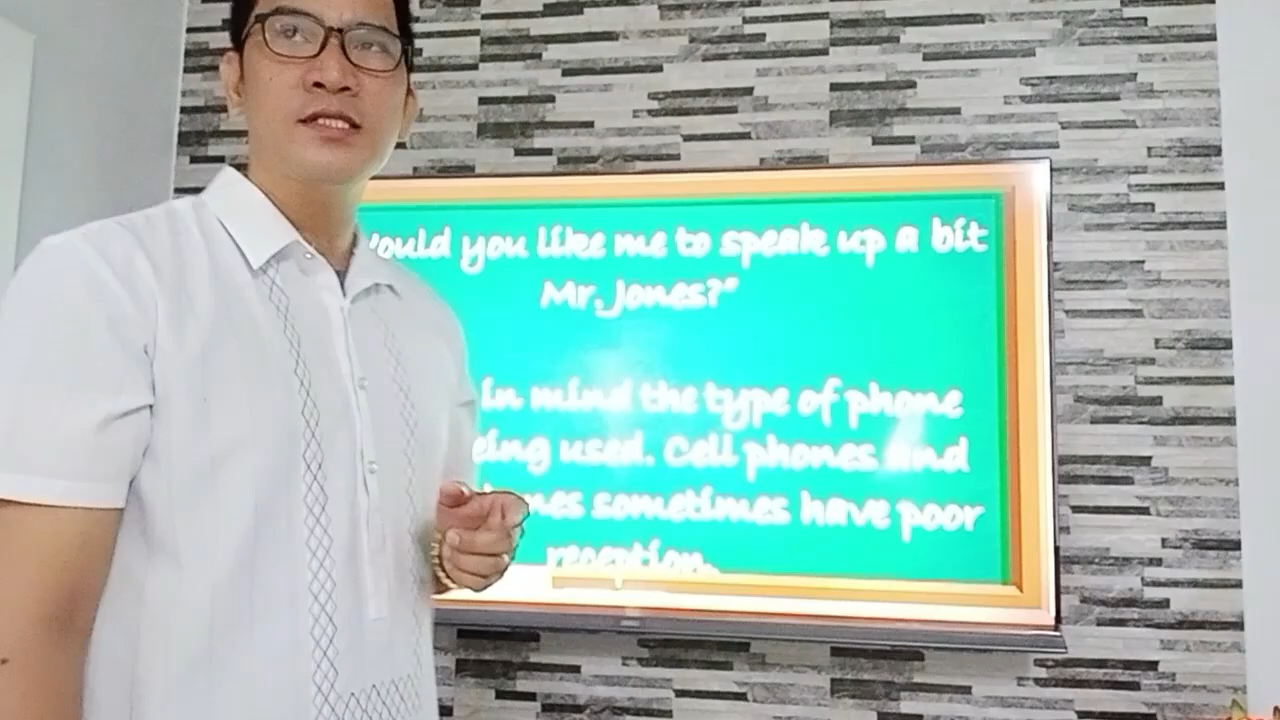 ould you like me to speak up a bit
Mr. Jones?"
in mind the type of phone
eing used. Cell phones and
nes sometimes have poor
reception.